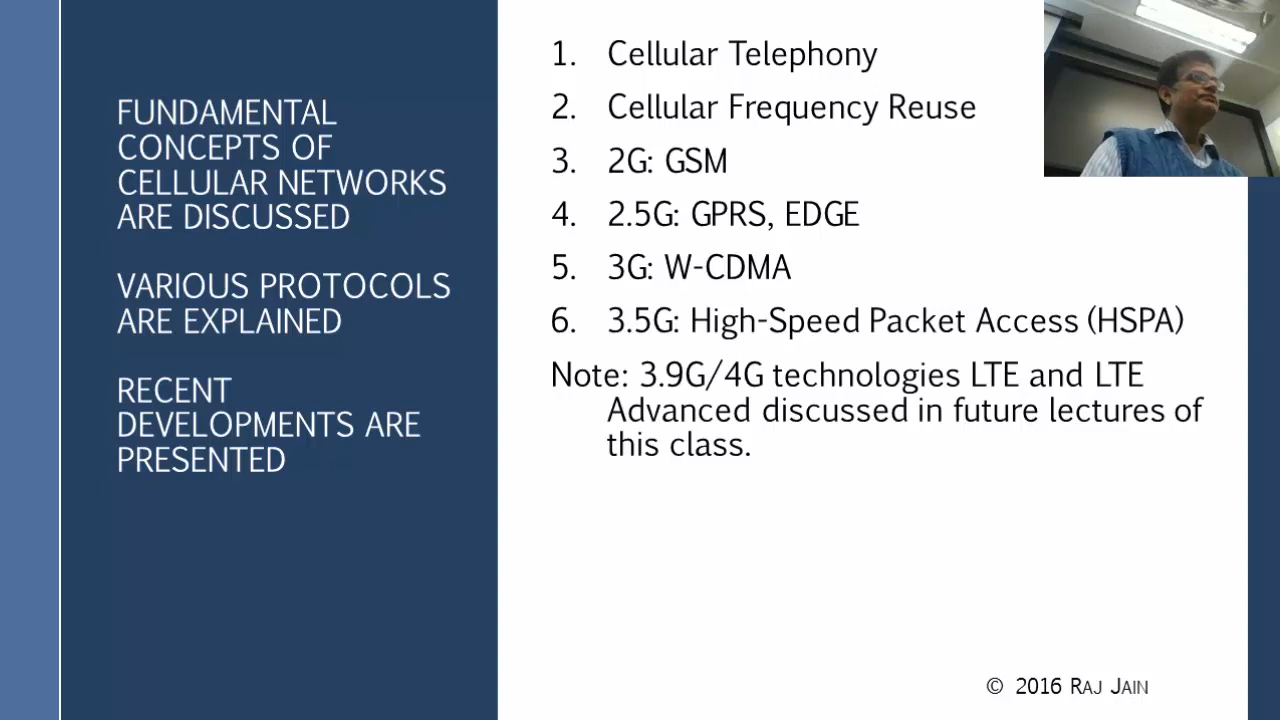 FUNDAMENTAL
CONCEPTS OF
CELLULAR NETWORKS
ARE DISCUSSED
VARIOUS PROTOCOLS
ARE EXPLAINED
RECENT
DEVELOPMENTS ARE
PRESENTED
1. Cellular Telephony
2. Cellular Frequency Reuse
3. 2G: GSM
4. 2.5G: GPRS, EDGE
5. 3G: W-CDMA
6. 3.5G: High-Speed Packet Access (HSPA)
Note: 3.9G/4G technologies LTE and LTE
Advanced discussed in future lectures of
this class.
© 2016 RAJ JAIN